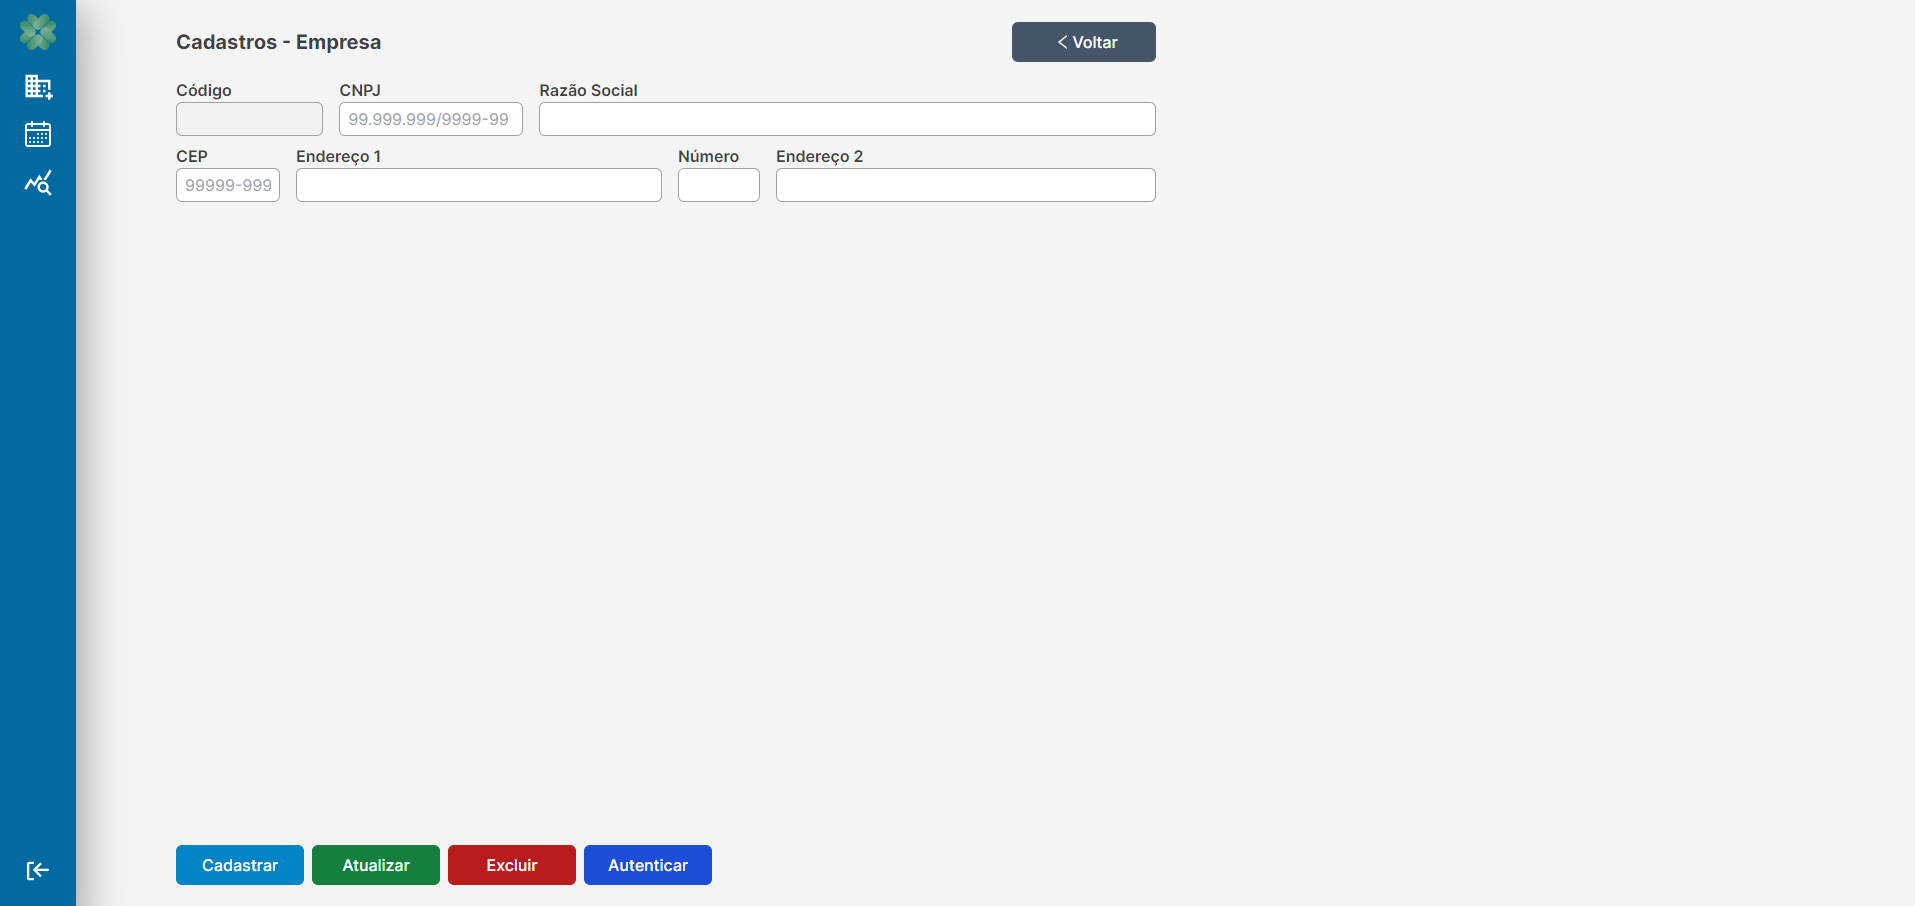 Cadastros - Empresa
Voltar
Código CNPJ Razão Social
99.999.999/9999-99
CEP Endereço 1 Número Endereço 2
99999-999
Cadastrar Atualizar Excluir Autenticar